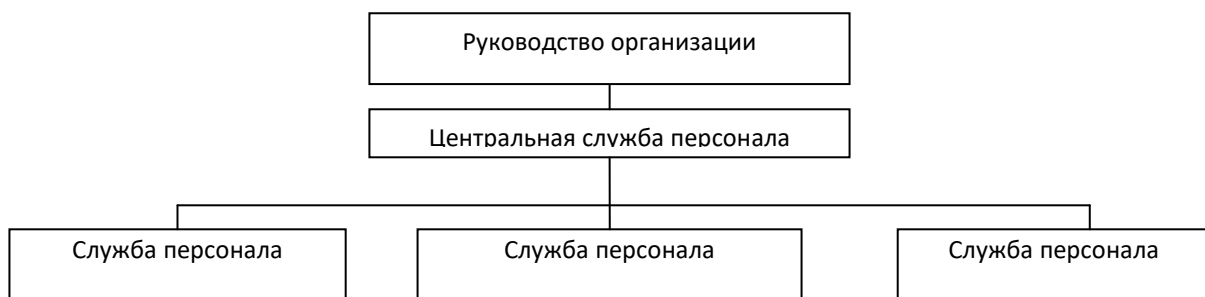 Руководство организации
Центральная служба персонала
Служба персонала
Служба персонала
Служба персонала